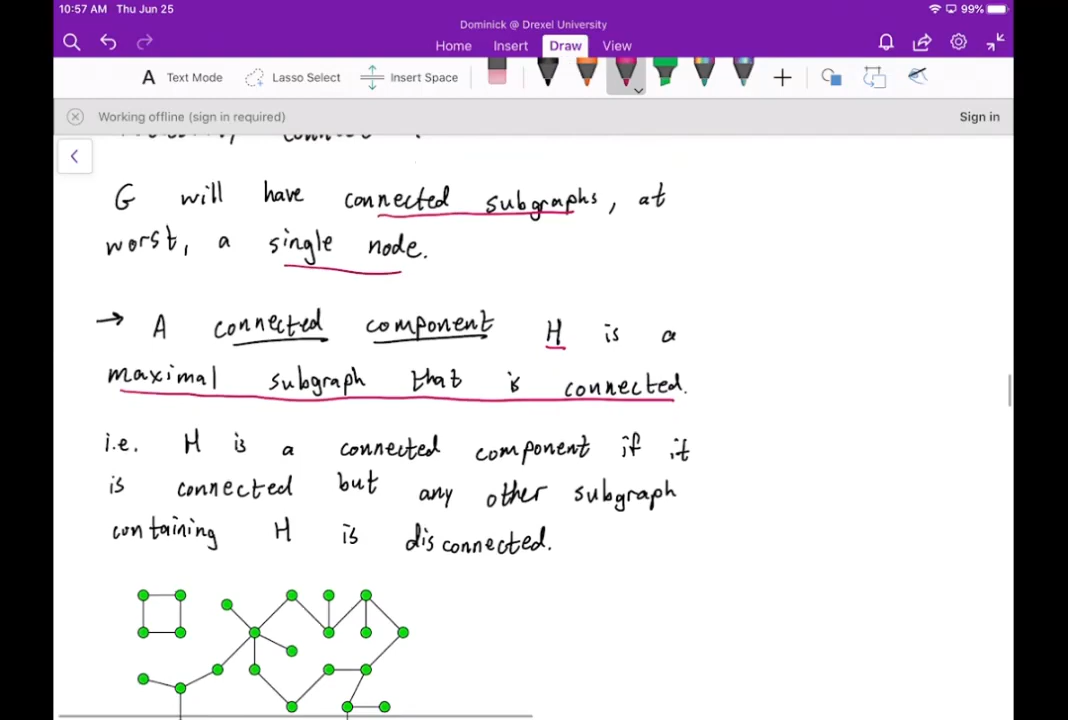 10:57 AM Thu Jun 25
99%
Dominick @ Drexel University
Home Insert Draw View
Text Mode Lasso Select Insert Space
Working offline (sign in required) Sign in
G will have connected subgraphs, at
worst, a single node.
→ A connected component H is a
maximal subgraph that is connected.
i.e. H is a connected component if it
is connected but any other subgraph
containing H is disconnected.